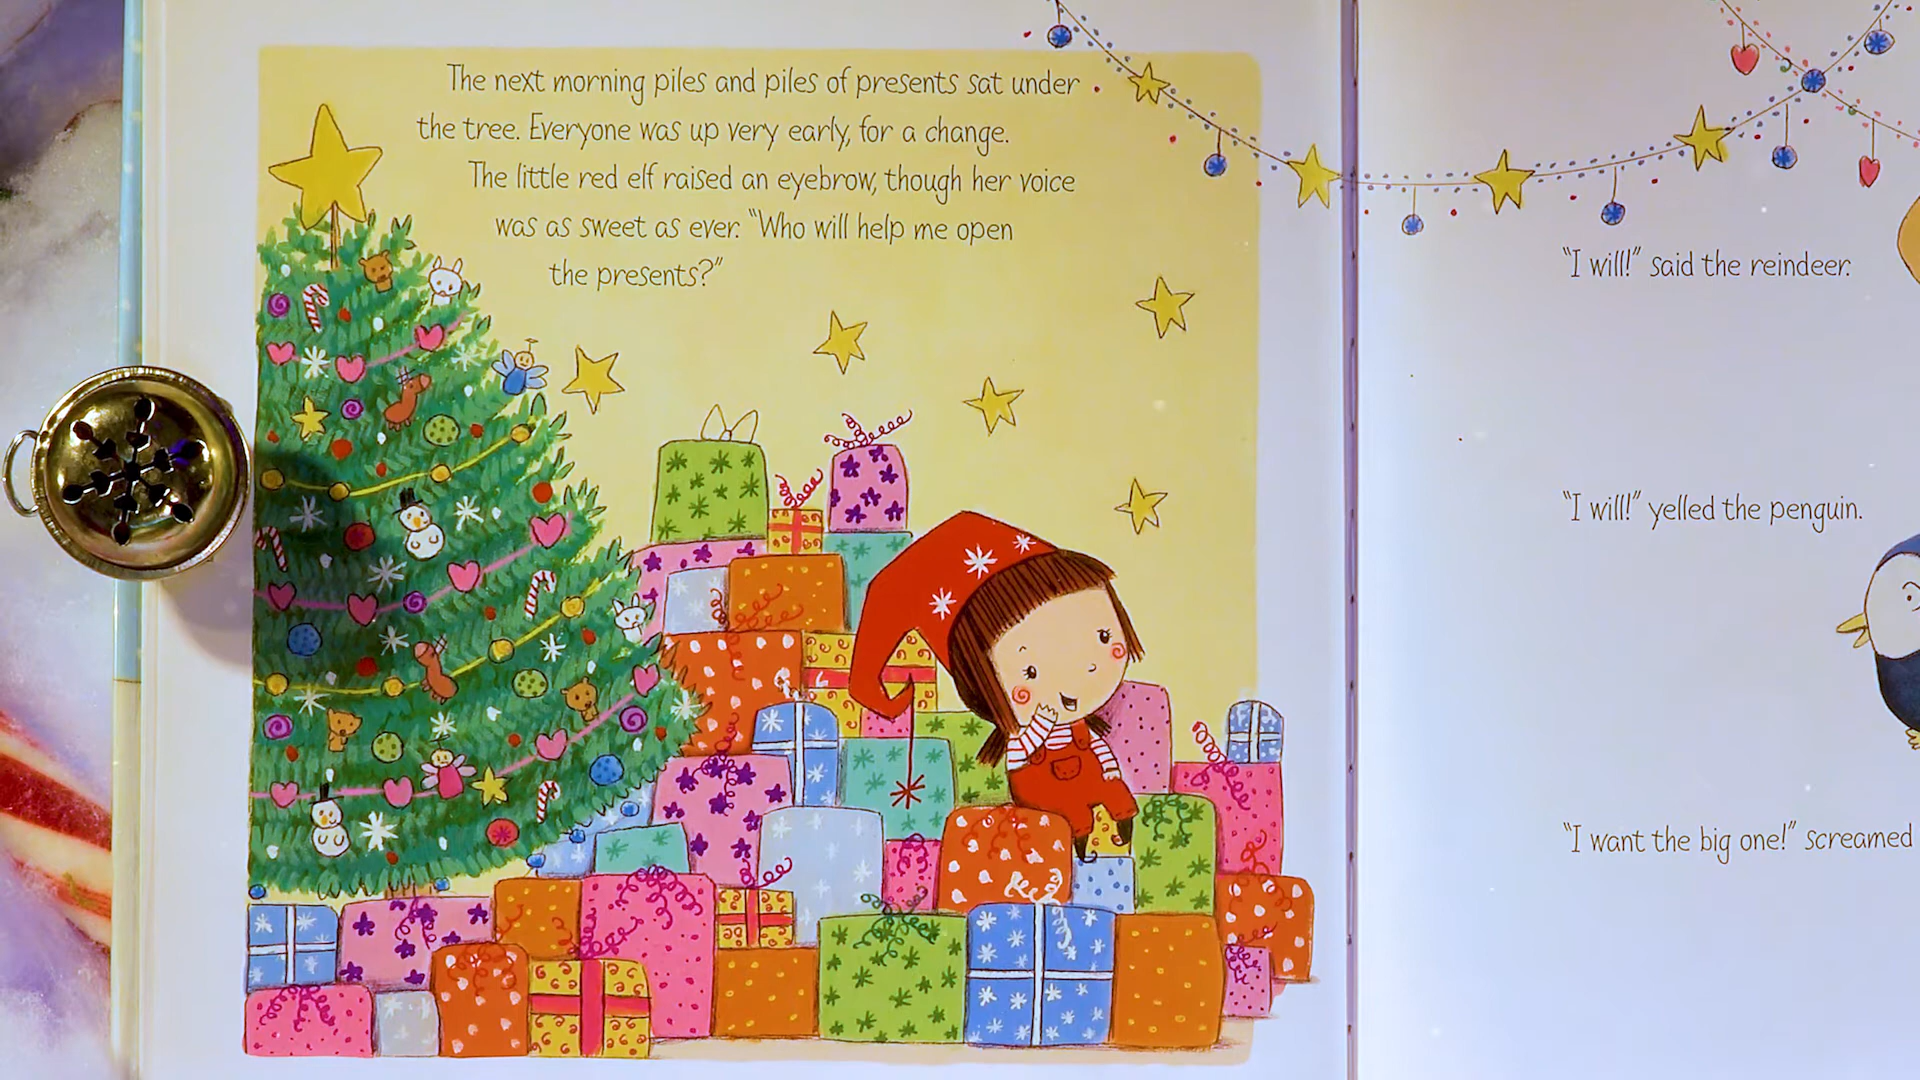 The next morning piles and piles of presents sat under
the tree. Everyone was up very early, for a change.
The little red elf raised an eyebrow, though her voice
was as sweet as ever. “Who will help me open
the presents?”
“I will!” said the reindeer.
“I will!” yelled the penguin.
“I want the big one!” screamed